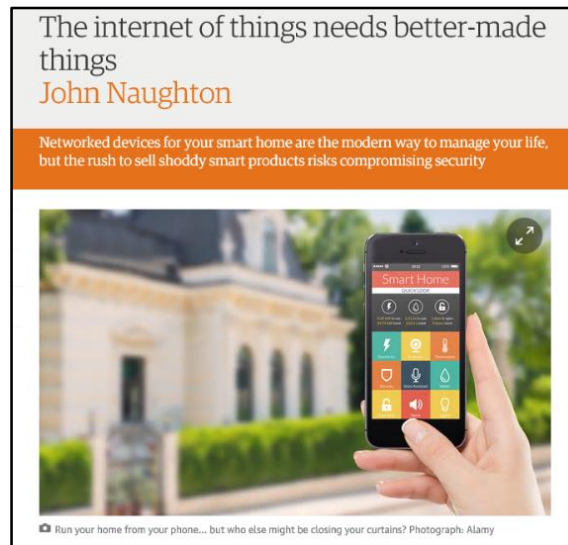 The internet of things needs better-made
things
John Naughton
Networked devices for your smart home are the modern way to manage your life,
but the rush to sell shoddy smart products risks compromising security
Smart Home
QUICK LOOK
Run your home from your phone... but who else might be closing your curtains? Photograph: Alamy